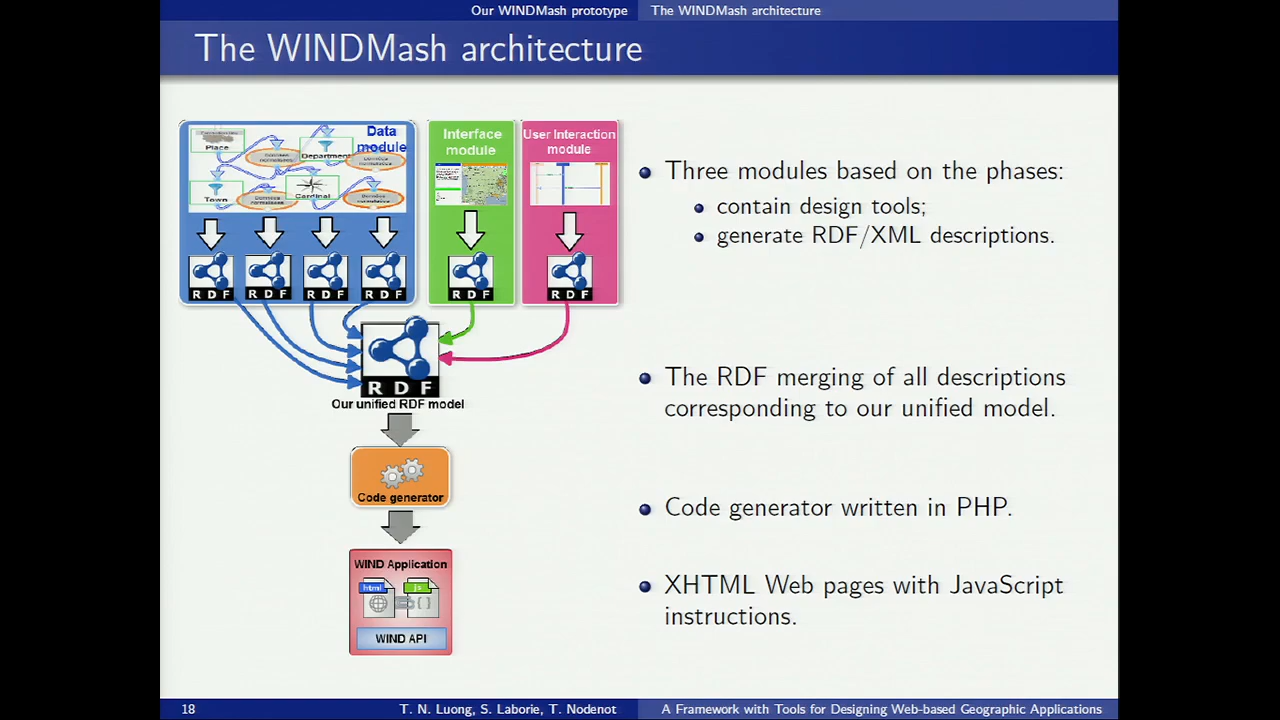 Our WINDMash prototype
The WINDMash architecture
The WINDMash architecture
Data
module
Place
Department
Town
Cardinal
RDF
RDF
RDF
RDF
Interface
module
RDF
User Interaction
module
RDF
RDF
Our unified RDF model
Code generator
WIND Application
html
js
WIND API
Three modules based on the phases:
contain design tools;
generate RDF/XML descriptions.
The RDF merging of all descriptions
corresponding to our unified model.
Code generator written in PHP.
XHTML Web pages with JavaScript
instructions.
18
T. N. Luong, S. Laborie, T. Nodenot
A Framework with Tools for Designing Web-based Geographic Applications